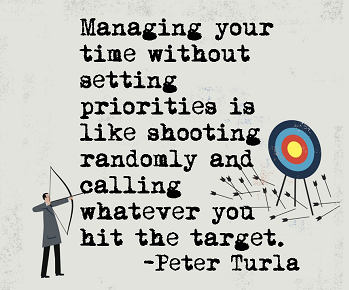 Managing your
time without
setting
priorities is
like shooting
randomly and
calling
whatever you
hit the target.
-Peter Turla